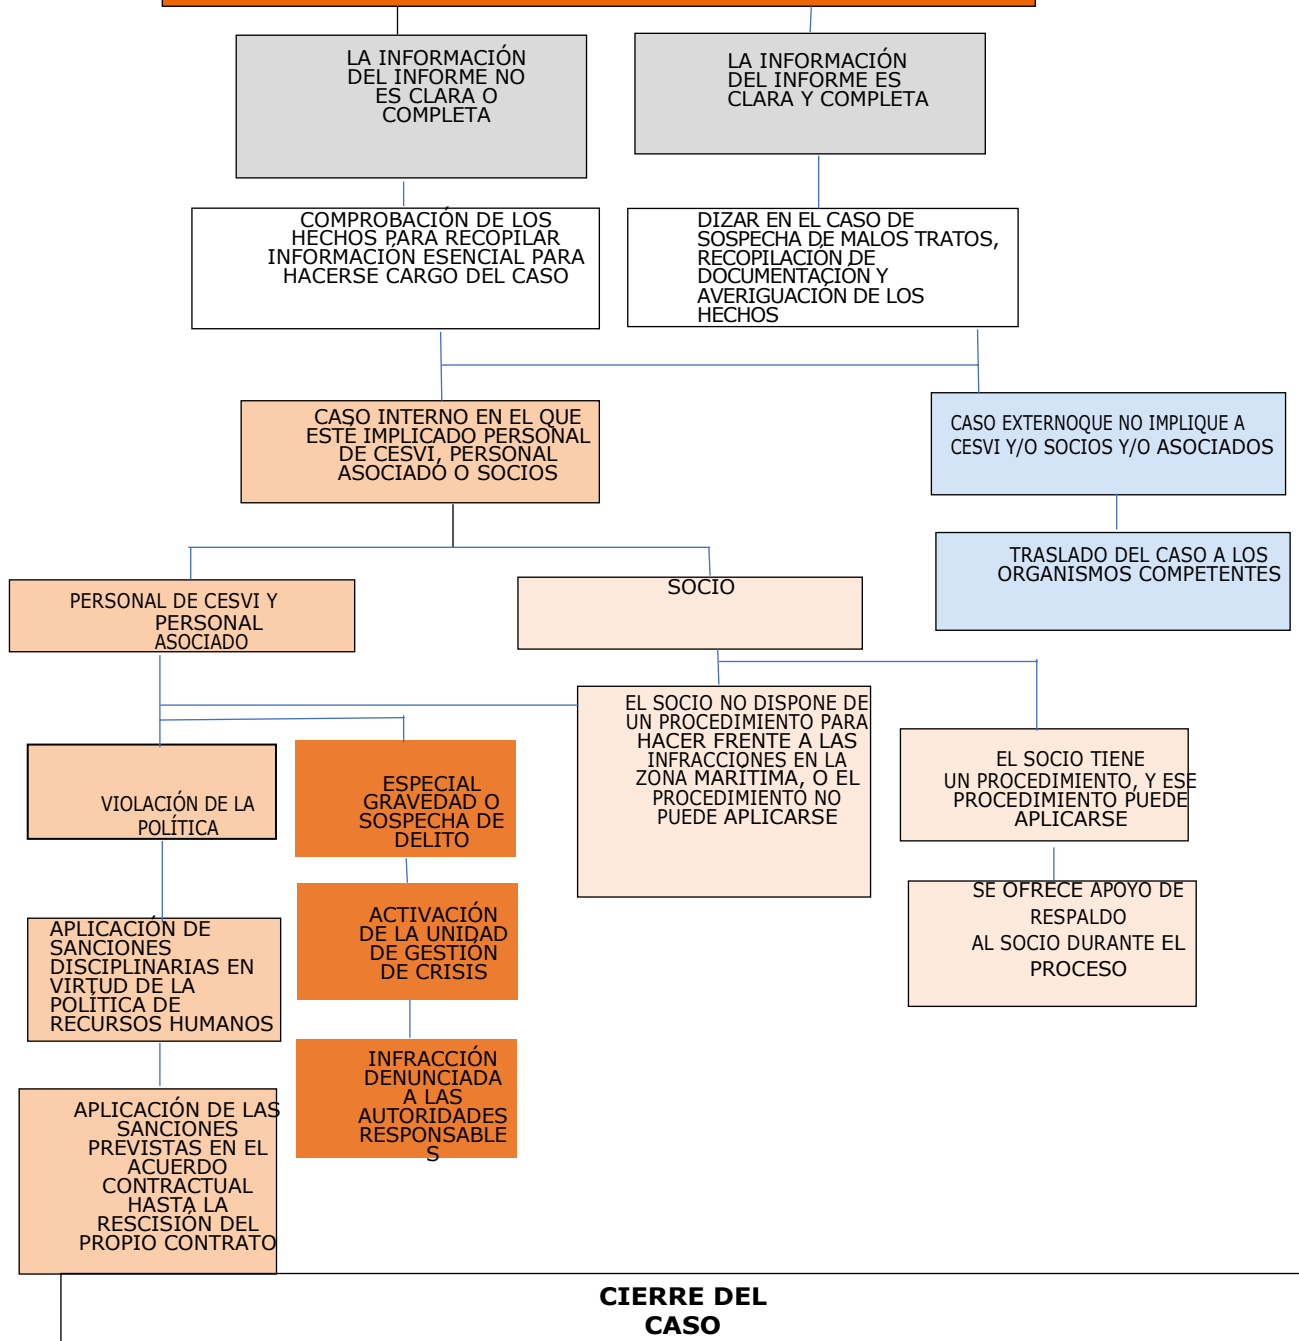 LA INFORMACIÓN
DEL INFORME NO
ES CLARA O
COMPLETA
LA INFORMACIÓN
DEL INFORME ES
CLARA Y COMPLETA
COMPROBACIÓN DE LOS
HECHOS PARA RECOPILAR
INFORMACIÓN ESENCIAL PARA
HACERSE CARGO DEL CASO
DIZAR EN EL CASO DE
SOSPECHA DE MALOS TRATOS,
RECOPILACIÓN DE
DOCUMENTACIÓN Y
AVERIGUACIÓN DE LOS
HECHOS
CASO INTERNO EN EL QUE
ESTÉ IMPLICADO PERSONAL
DE CESVI, PERSONAL
ASOCIADO O SOCIOS
CASO EXTERNOQUE NO IMPLIQUE A
CESVI Y/O SOCIOS Y/O ASOCIADOS
TRASLADO DEL CASO A LOS
ORGANISMOS COMPETENTES
PERSONAL DE CESVI Y
PERSONAL
ASOCIADO
SOCIO
EL SOCIO NO DISPONE DE
UN PROCEDIMIENTO PARA
HACER FRENTE A LAS
INFRACCIONES EN LA
ZONA MARÍTIMA, O EL
PROCEDIMIENTO NO
PUEDE APLICARSE
EL SOCIO TIENE
UN PROCEDIMIENTO, Y ESE
PROCEDIMIENTO PUEDE
APLICARSE
VIOLACIÓN DE LA
POLÍTICA
ESPECIAL
GRAVEDAD O
SOSPECHA DE
DELITO
SE OFRECE APOYO DE
RESPALDO
AL SOCIO DURANTE EL
PROCESO
APLICACIÓN DE
SANCIONES
DISCIPLINARIAS EN
VIRTUD DE LA
POLÍTICA DE
RECURSOS HUMANOS
ACTIVACIÓN
DE LA UNIDAD
DE GESTIÓN
DE CRISIS
INFRACCIÓN
DENUNCIADA
A LAS
AUTORIDADES
RESPONSABLE
S
APLICACIÓN DE LAS
SANCIONES
PREVISTAS EN EL
ACUERDO
CONTRACTUAL
HASTA LA
RESCISIÓN DEL
PROPIO CONTRATO
CIERRE DEL
CASO